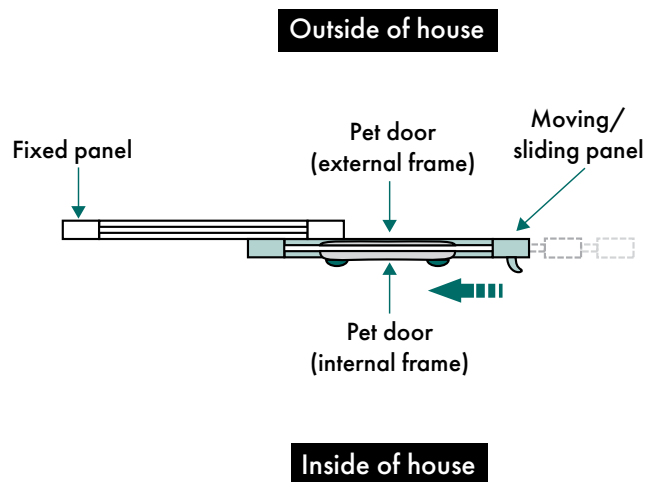 Outside of house
Fixed panel
Pet door
(external frame)
Moving/
sliding panel
Pet door
(internal frame)
Inside of house